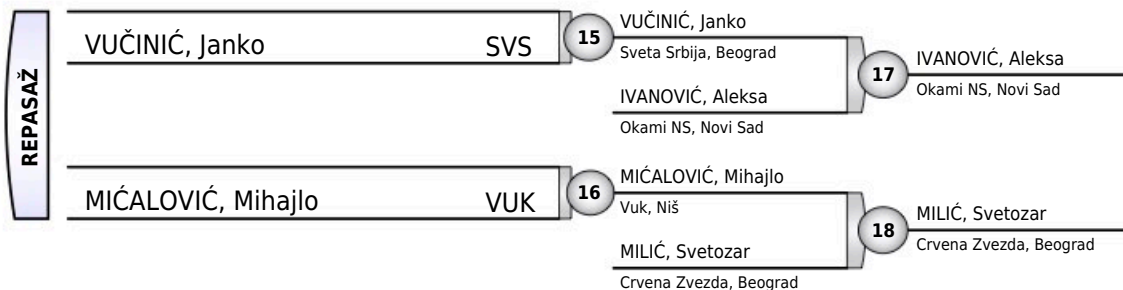 REPASAŽ
VUČINIĆ, Janko SVS
15
VUČINIĆ, Janko
Sveta Srbija, Beograd
IVANOVIĆ, Aleksa
Okami NS, Novi Sad
17
IVANOVIĆ, Aleksa
Okami NS, Novi Sad
MIĆALOVIĆ, Mihajlo VUK
16
MIĆALOVIĆ, Mihajlo
Vuk, Niš
MILIĆ, Svetozar
Crvena Zvezda, Beograd
18
MILIĆ, Svetozar
Crvena Zvezda, Beograd